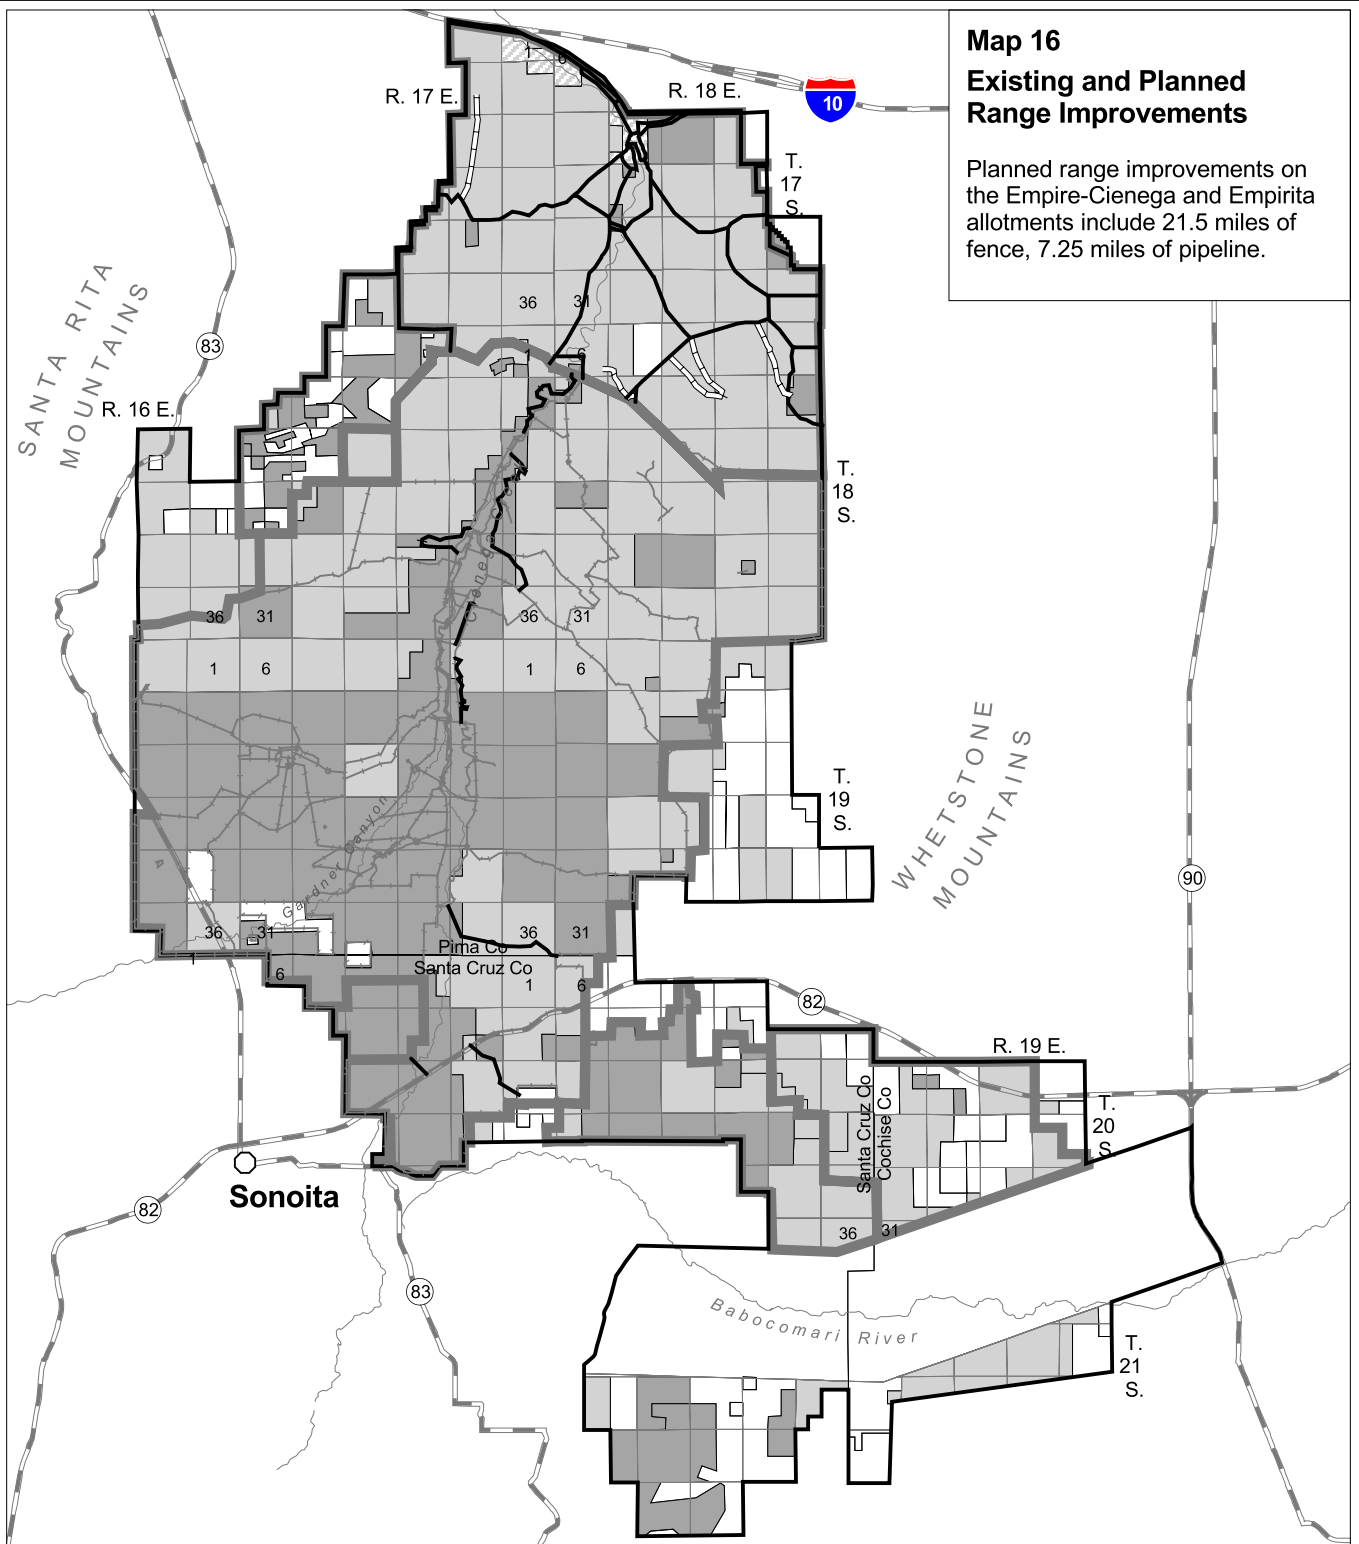 Map 16
Existing and Planned
Range Improvements
Planned range improvements on
the Empire-Cienega and Empirita
allotments include 21.5 miles of
fence, 7.25 miles of pipeline.
10
1
6
R. 17 E.
R. 18 E.
T.
17
S.
SANTA RITA
MOUNTAINS
83
36
31
6
R. 16 E.
T.
18
S.
Cienega
36
31
36
31
1
6
1
6
WHETSTONE
MOUNTAINS
T.
19
S.
Gardner Canyon
90
36
31
36
31
Pima Co
Santa Cruz Co
1
6
1
6
82
R. 19 E.
Santa Cruz Co
Cochise Co
T.
20
S.
Sonoita
82
36
31
83
Babocomari River
T.
21
S.